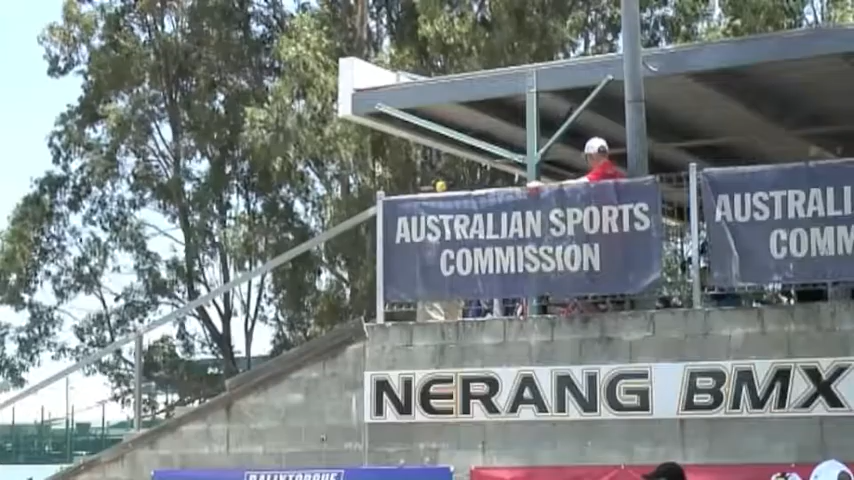 AUSTRALIAN SPORTS
COMMISSION
AUSTRALI
COMM
NERANG BMX